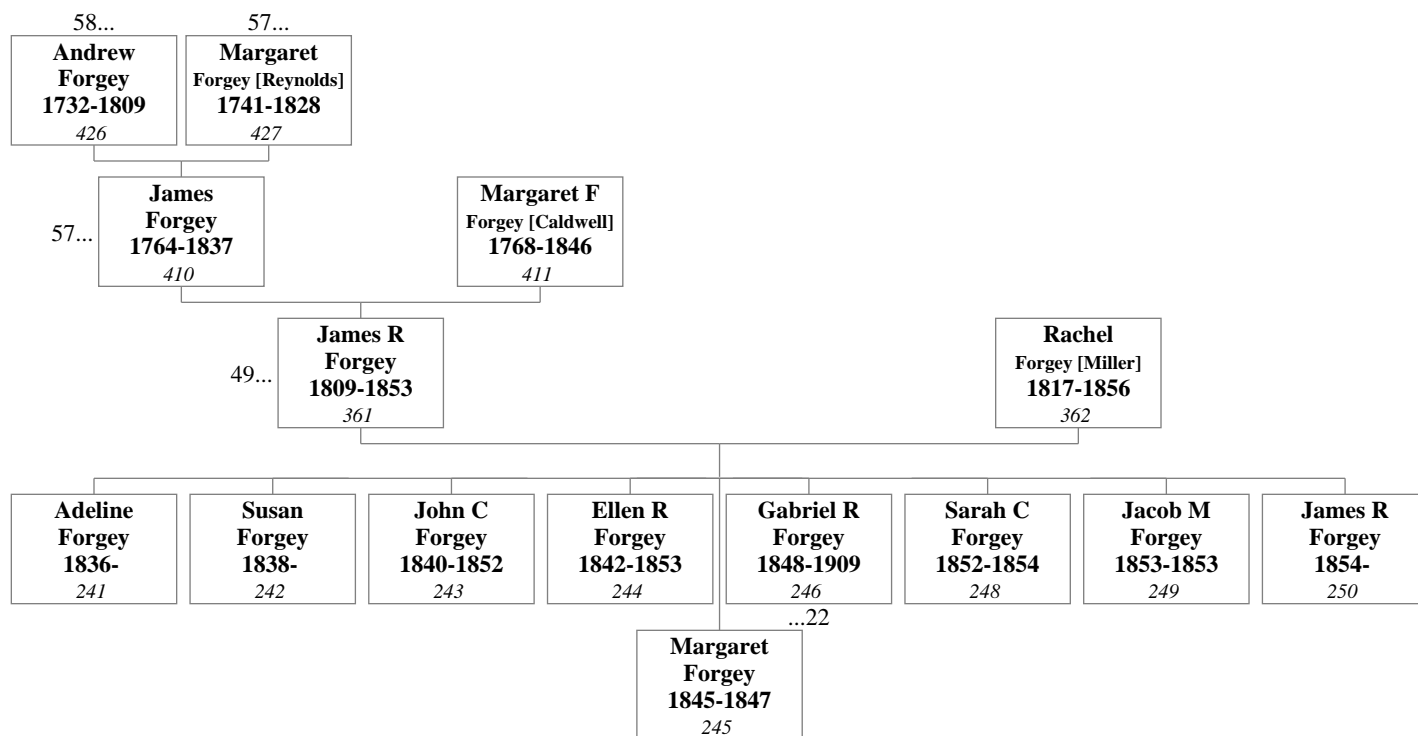 58...
57...
Andrew
Forgey
1732-1809
426
Margaret
Forgey [Reynolds]
1741-1828
427
57...
James
Forgey
1764-1837
410
Margaret F
Forgey [Caldwell]
1768-1846
411
49...
James R
Forgey
1809-1853
361
Rachel
Forgey [Miller]
1817-1856
362
Adeline
Forgey
1836-
241
Susan
Forgey
1838-
242
John C
Forgey
1840-1852
243
Ellen R
Forgey
1842-1853
244
Gabriel R
Forgey
1848-1909
246
...22
Sarah C
Forgey
1852-1854
248
Jacob M
Forgey
1853-1853
249
James R
Forgey
1854-
250
Margaret
Forgey
1845-1847
245